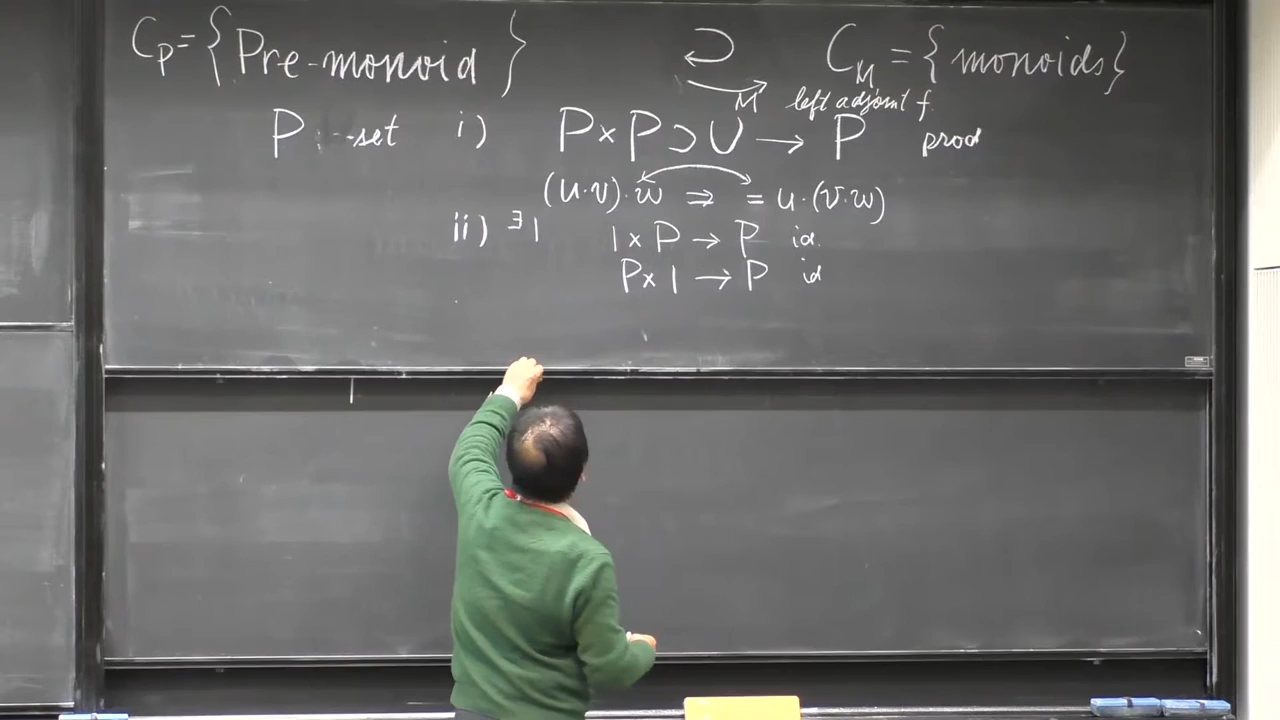 C_P = {Pre-monoid} ⊃ C_M = {monoids}
M left adjoint f.
P : -set i) P × P ⊃ U → P prod
(u·v)·w ⇒ = u·(v·w)
ii) ∃1 1 × P → P id.
P × 1 → P id